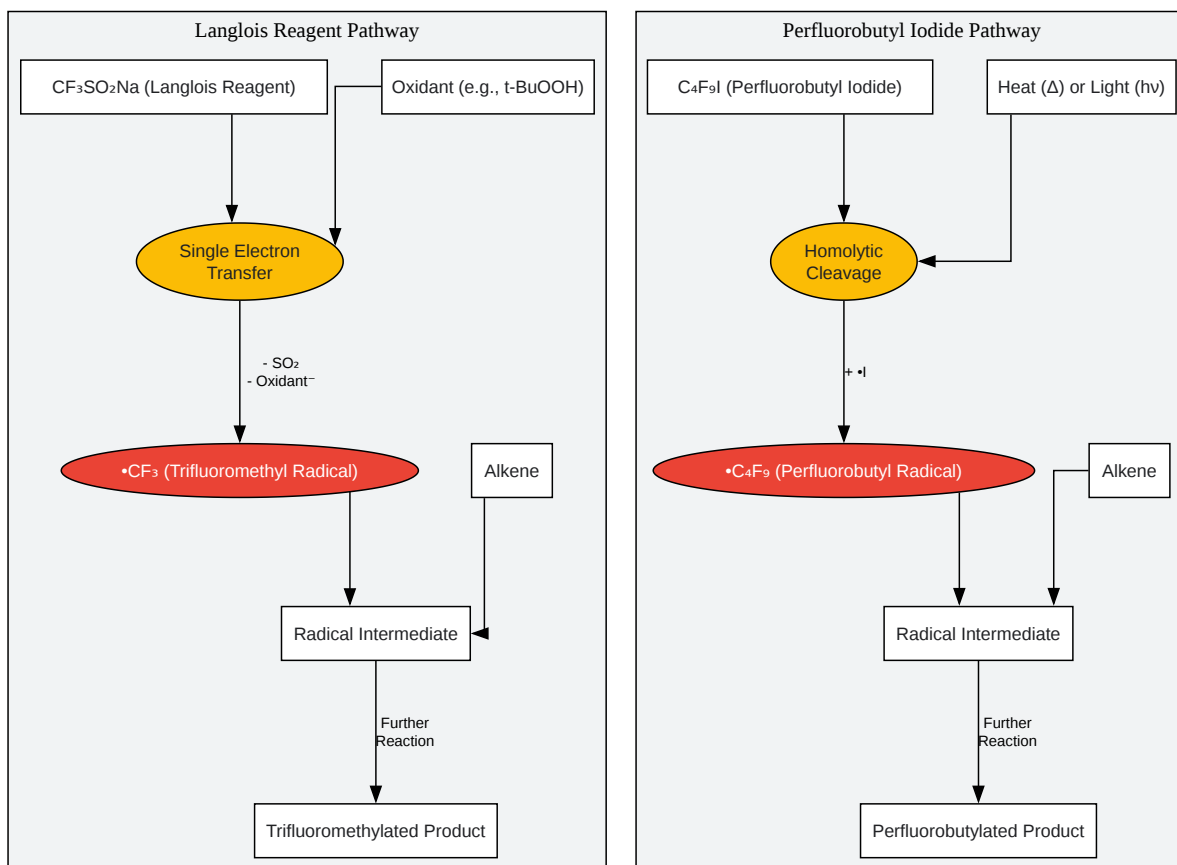 Langlois Reagent Pathway
CF₃SO₂Na (Langlois Reagent)
Oxidant (e.g., t-BuOOH)
Single Electron
Transfer
- SO₂
- Oxidant⁻
•CF₃ (Trifluoromethyl Radical)
Alkene
Radical Intermediate
Further
Reaction
Trifluoromethylated Product
Perfluorobutyl Iodide Pathway
C₄F₉I (Perfluorobutyl Iodide)
Heat (Δ) or Light (hν)
Homolytic
Cleavage
+ •I
•C₄F₉ (Perfluorobutyl Radical)
Alkene
Radical Intermediate
Further
Reaction
Perfluorobutylated Product